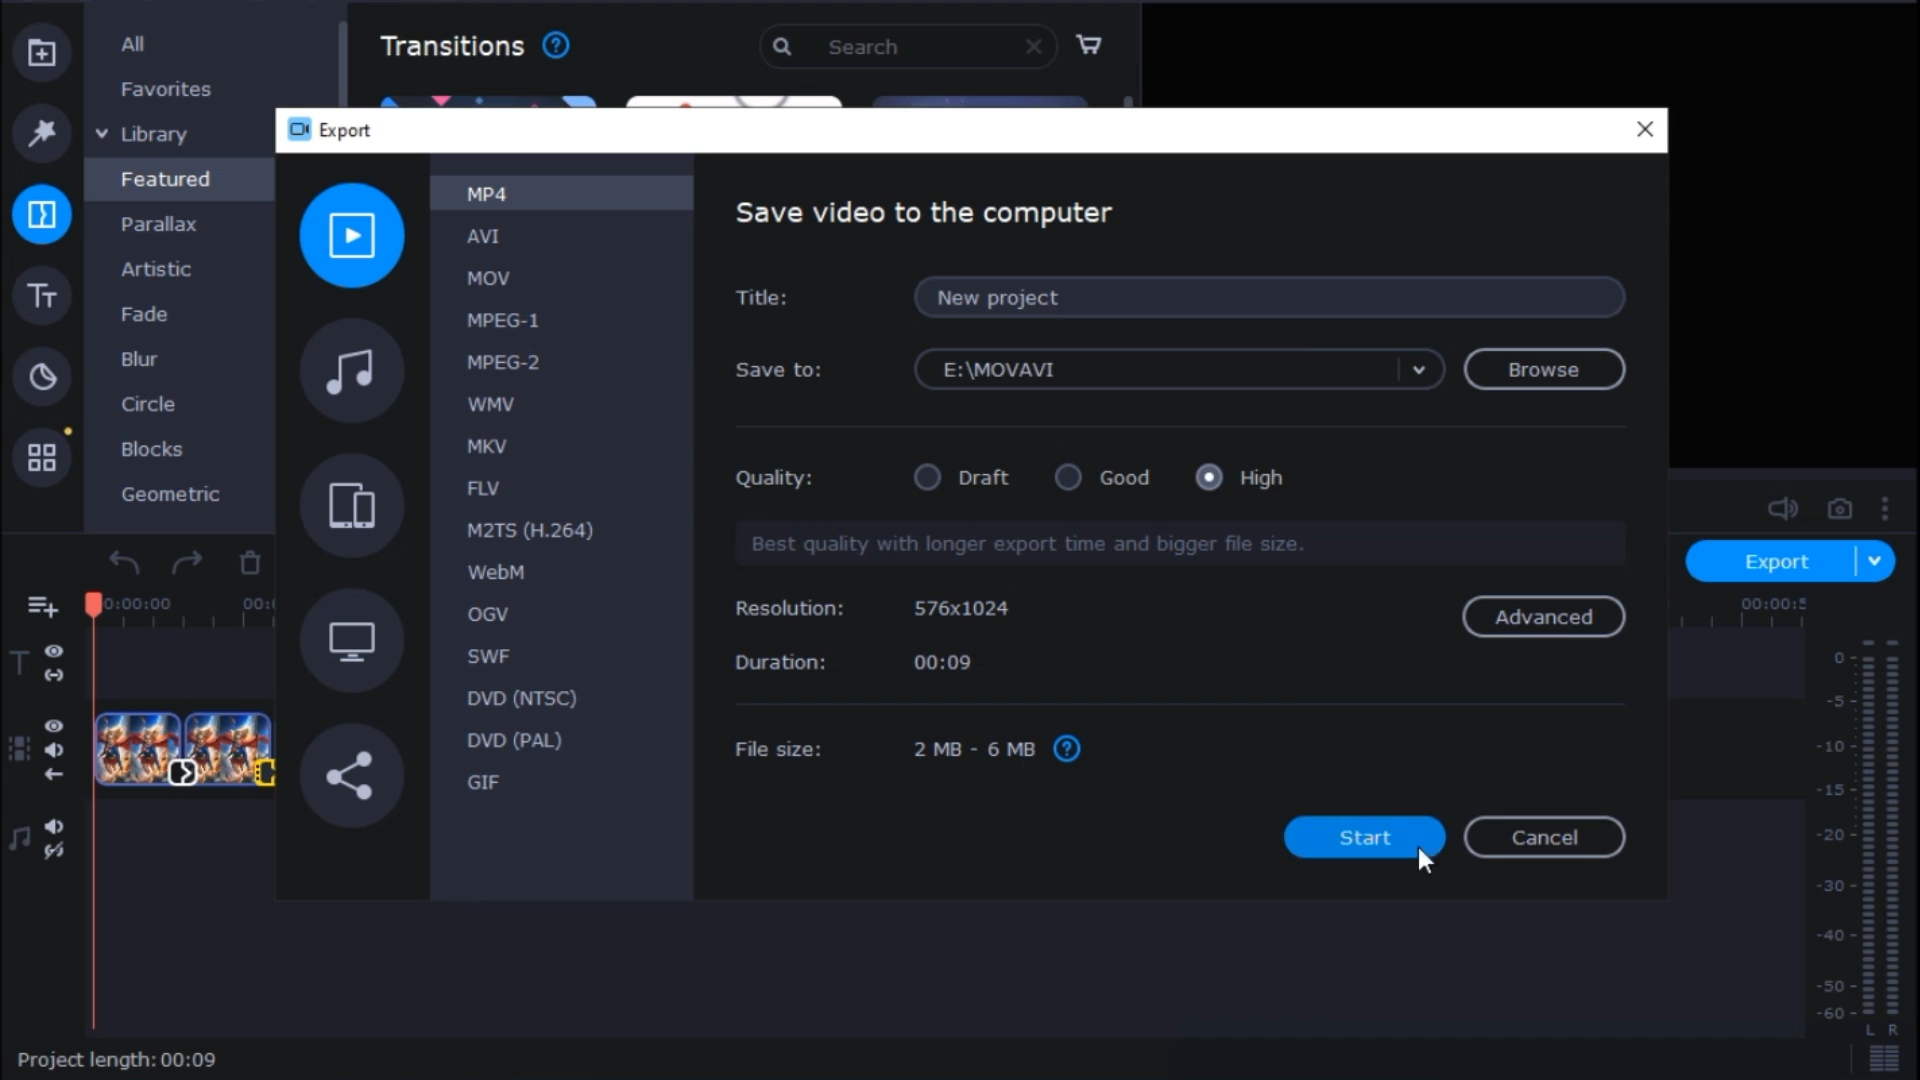 All
Favorites
Library
Featured
Parallax
Artistic
Fade
Blur
Circle
Blocks
Geometric
Transitions ?
Search
Export
MP4
AVI
MOV
MPEG-1
MPEG-2
WMV
MKV
FLV
M2TS (H.264)
WebM
OGV
SWF
DVD (NTSC)
DVD (PAL)
GIF
Save video to the computer
Title: New project
Save to: E:\MOVAVI Browse
Quality: Draft Good High
Best quality with longer export time and bigger file size.
Resolution: 576x1024
Advanced
Duration: 00:09
File size: 2 MB - 6 MB ?
Start Cancel
Export
0
-5
-10
-15
-20
-30
-40
-50
-60
L R
Project length: 00:09